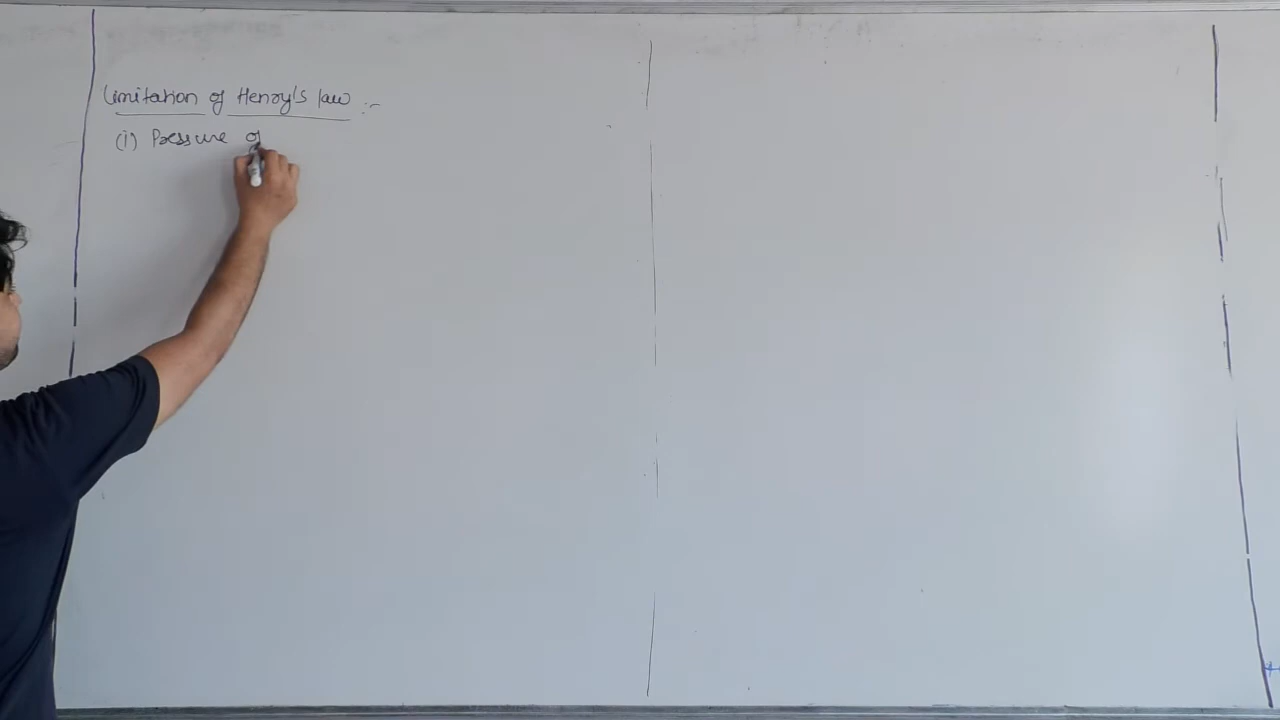 Limitation of Henry's law :-
(i) Pressure of